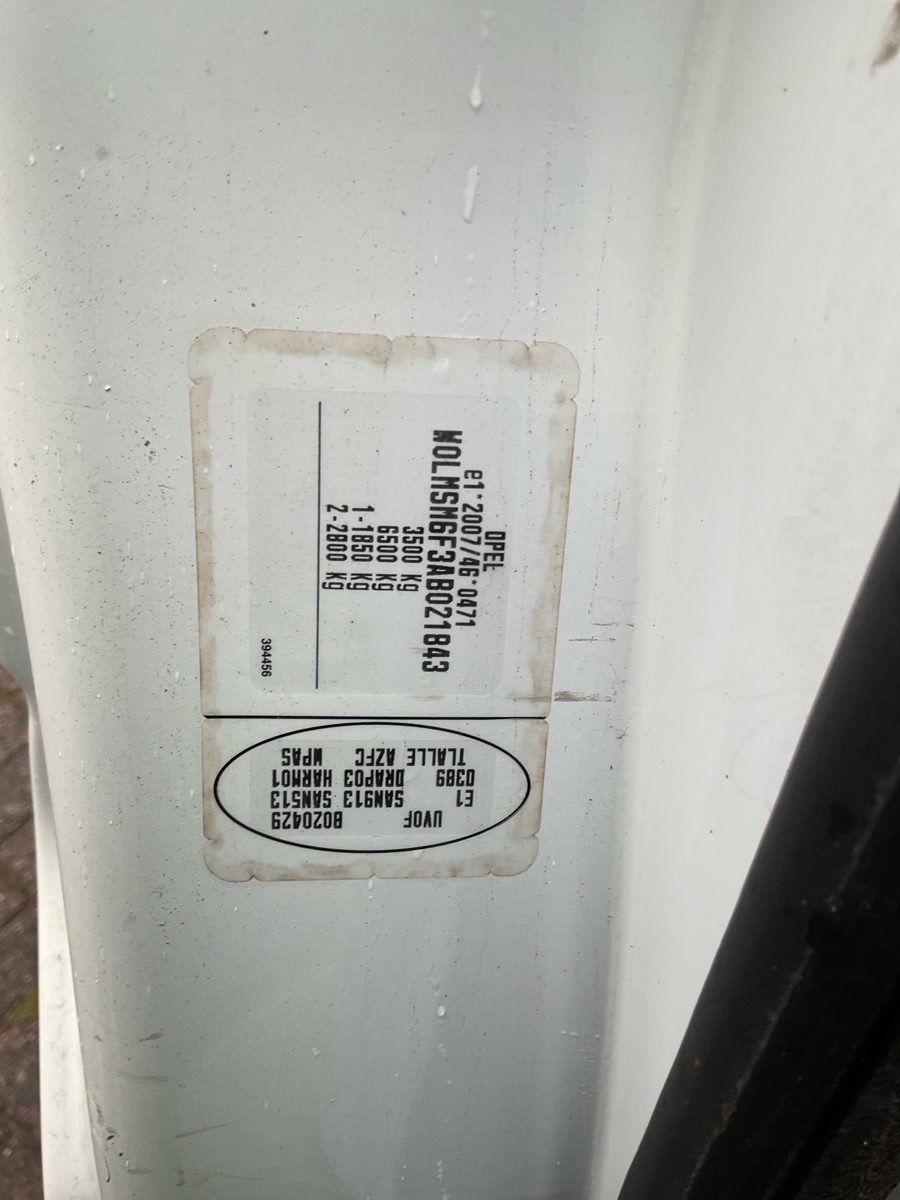 OPEL
e1*2007/46*0471
W0LMSM6F3AB021843
3500 Kg
6500 Kg
1-1850 Kg
2-2800 Kg
394456
UVOF B020429
E1 SAN913 SAN513
0389 DRAP03 HARM01
TLALLE AZFC MPAS